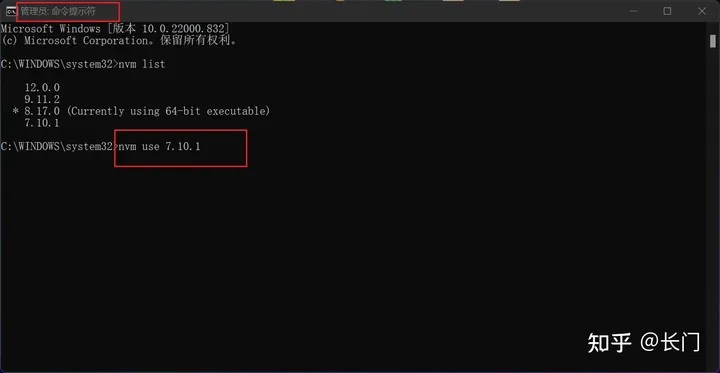 管理员: 命令提示符
Microsoft Windows [版本 10.0.22000.832]
(c) Microsoft Corporation。保留所有权利。
C:\WINDOWS\system32>nvm list
12.0.0
9.11.2
* 8.17.0 (Currently using 64-bit executable)
7.10.1
C:\WINDOWS\system32>nvm use 7.10.1
知乎 @长门